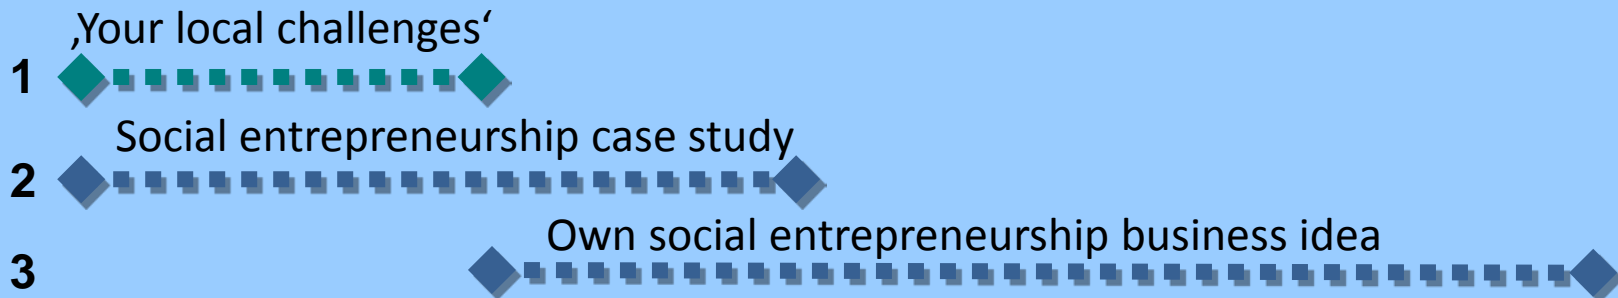 ‚Your local challenges‘
1
Social entrepreneurship case study
2
Own social entrepreneurship business idea
3